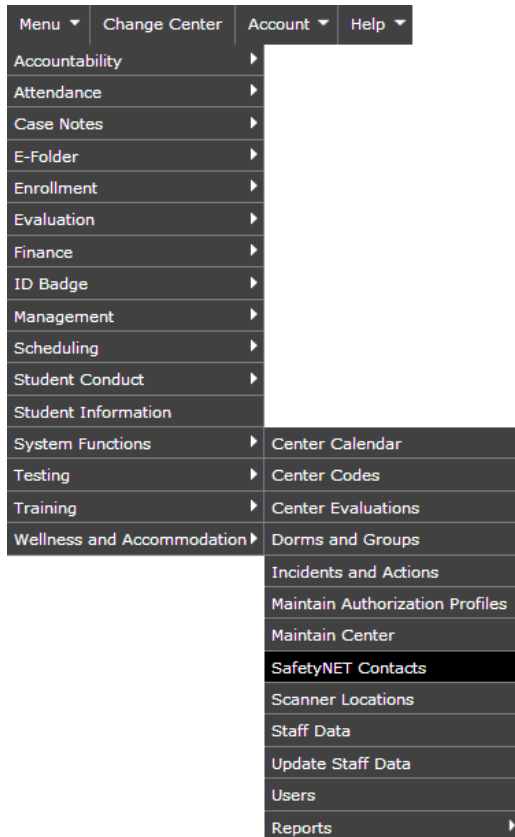 Menu Change Center Account Help
Accountability
Attendance
Case Notes
E-Folder
Enrollment
Evaluation
Finance
ID Badge
Management
Scheduling
Student Conduct
Student Information
System Functions
Testing
Training
Wellness and Accommodation
Center Calendar
Center Codes
Center Evaluations
Dorms and Groups
Incidents and Actions
Maintain Authorization Profiles
Maintain Center
SafetyNET Contacts
Scanner Locations
Staff Data
Update Staff Data
Users
Reports